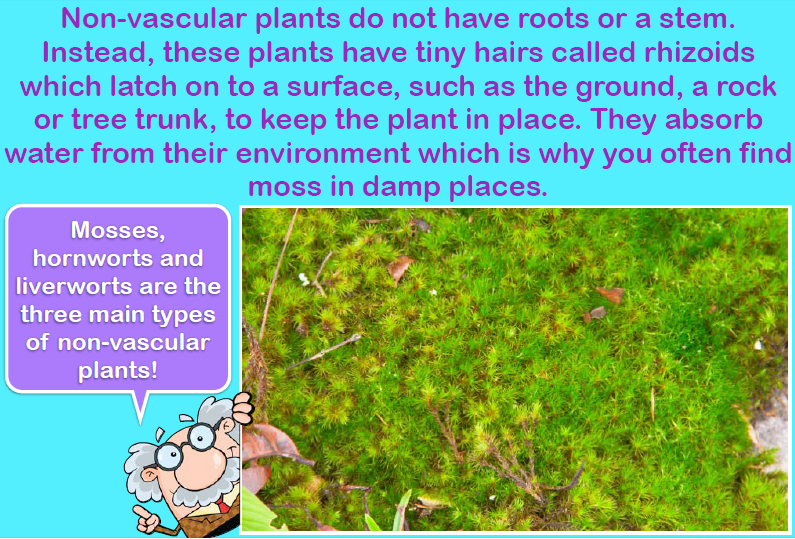 Non-vascular plants do not have roots or a stem.
Instead, these plants have tiny hairs called rhizoids
which latch on to a surface, such as the ground, a rock
or tree trunk, to keep the plant in place. They absorb
water from their environment which is why you often find
moss in damp places.
Mosses,
hornworts and
liverworts are the
three main types
of non-vascular
plants!